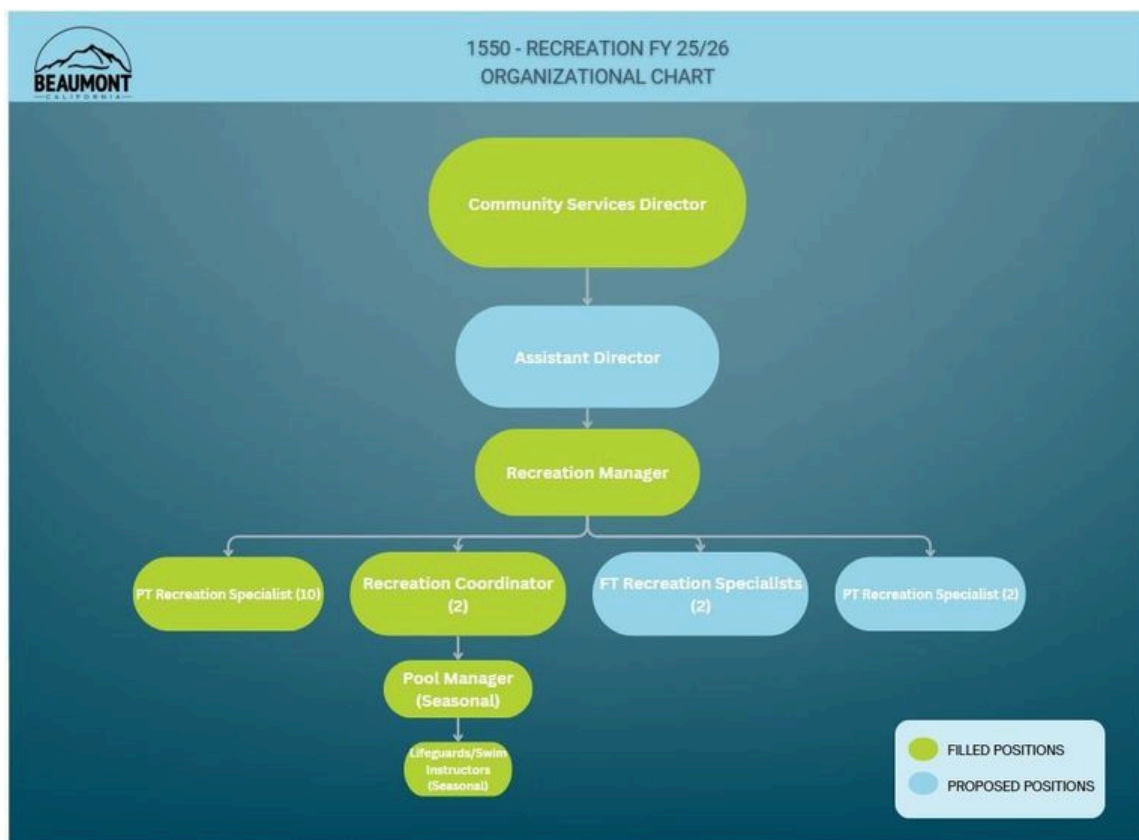 BEAUMONT
CALIFORNIA
1550 - RECREATION FY 25/26
ORGANIZATIONAL CHART
Community Services Director
Assistant Director
Recreation Manager
PT Recreation Specialist (10)
Recreation Coordinator
(2)
FT Recreation Specialists
(2)
PT Recreation Specialist (2)
Pool Manager
(Seasonal)
Lifeguards/Swim
Instructors
(Seasonal)
FILLED POSITIONS
PROPOSED POSITIONS